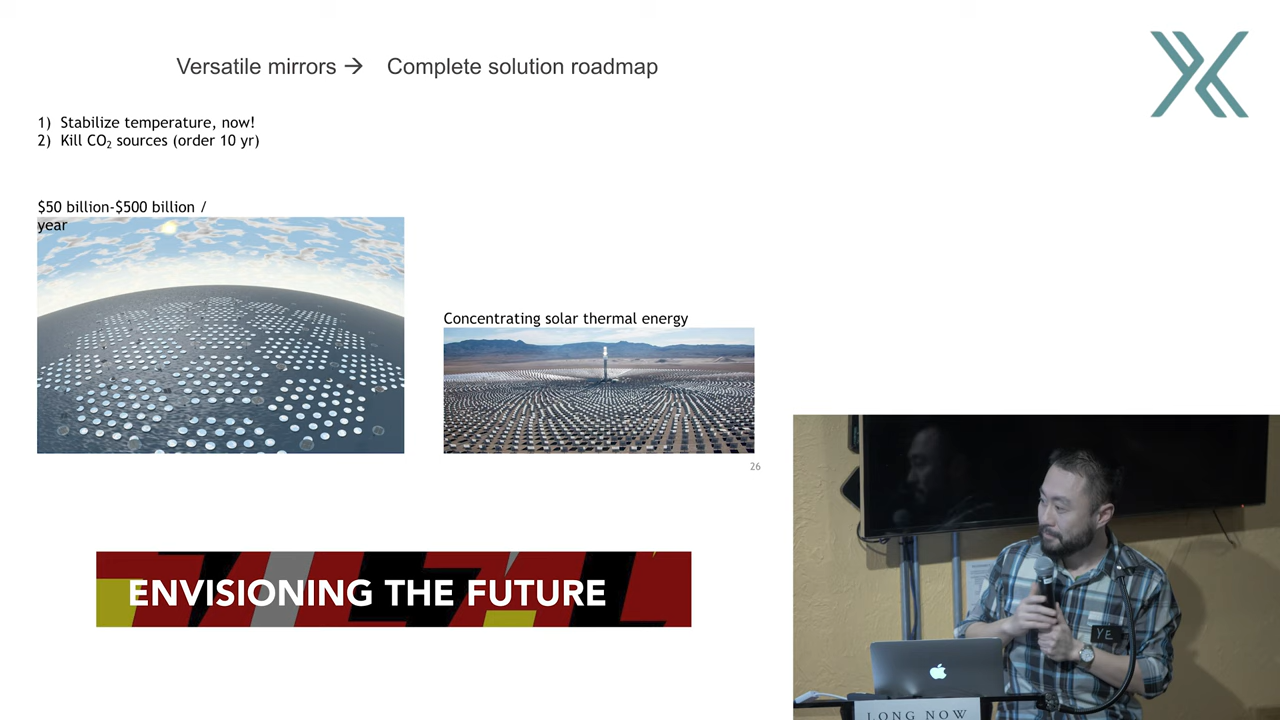 Versatile mirrors → Complete solution roadmap
1) Stabilize temperature, now!
2) Kill CO₂ sources (order 10 yr)
$50 billion-$500 billion /
year
Concentrating solar thermal energy
26
ENVISIONING THE FUTURE
YE
LONG NOW